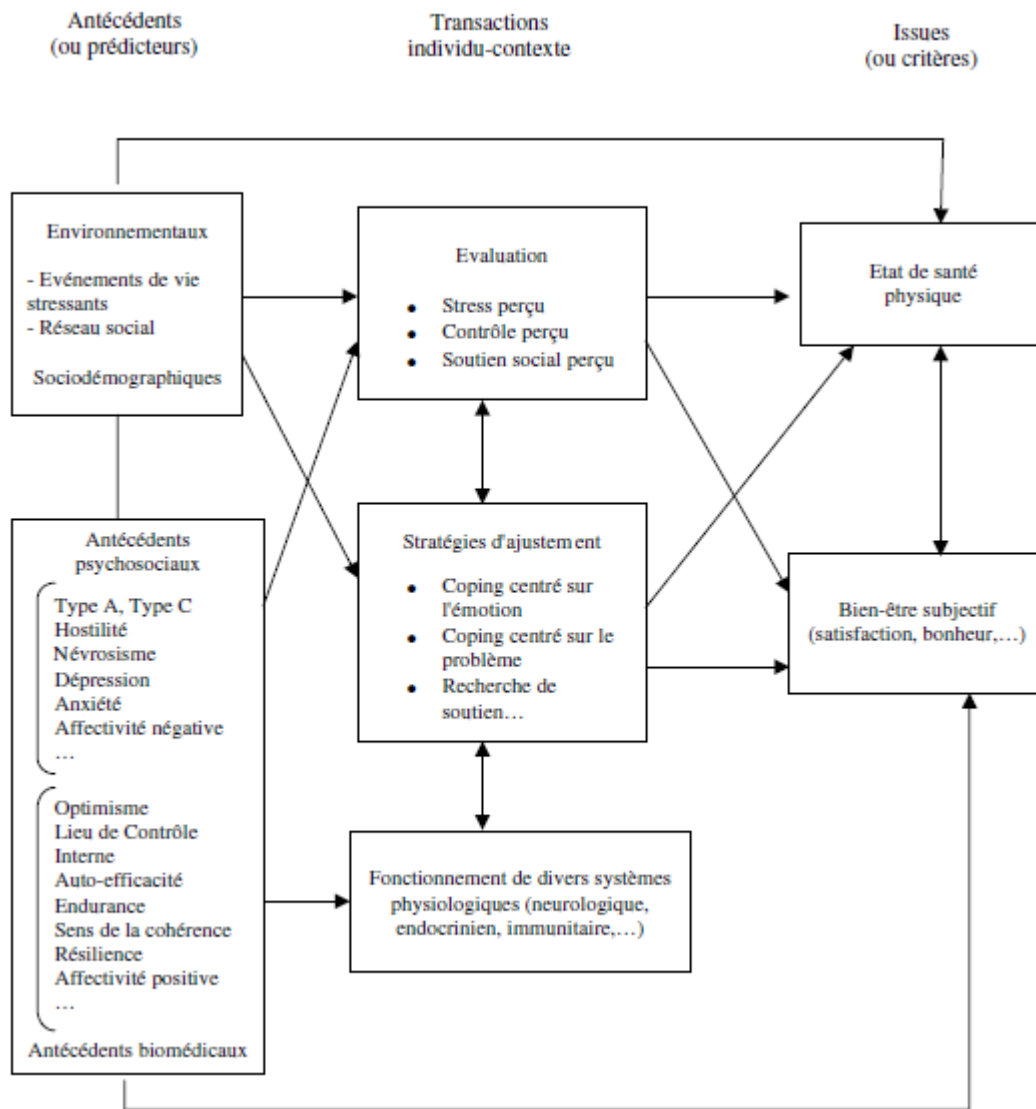 Antécédents
(ou prédicteurs)
Transactions
individu-contexte
Issues
(ou critères)
Environnementaux
- Evénements de vie
stressants
- Réseau social
Sociodémographiques
Evaluation
● Stress perçu
● Contrôle perçu
● Soutien social perçu
Etat de santé
physique
Antécédents
psychosociaux
Type A, Type C
Hostilité
Névrosisme
Dépression
Anxiété
Affectivité négative
…
Optimisme
Lieu de Contrôle
Interne
Auto-efficacité
Endurance
Sens de la cohérence
Résilience
Affectivité positive
…
Antécédents biomédicaux
Stratégies d'ajustement
● Coping centré sur
l'émotion
● Coping centré sur le
problème
● Recherche de
soutien…
Bien-être subjectif
(satisfaction, bonheur,…)
Fonctionnement de divers systèmes
physiologiques (neurologique,
endocrinien, immunitaire,…)